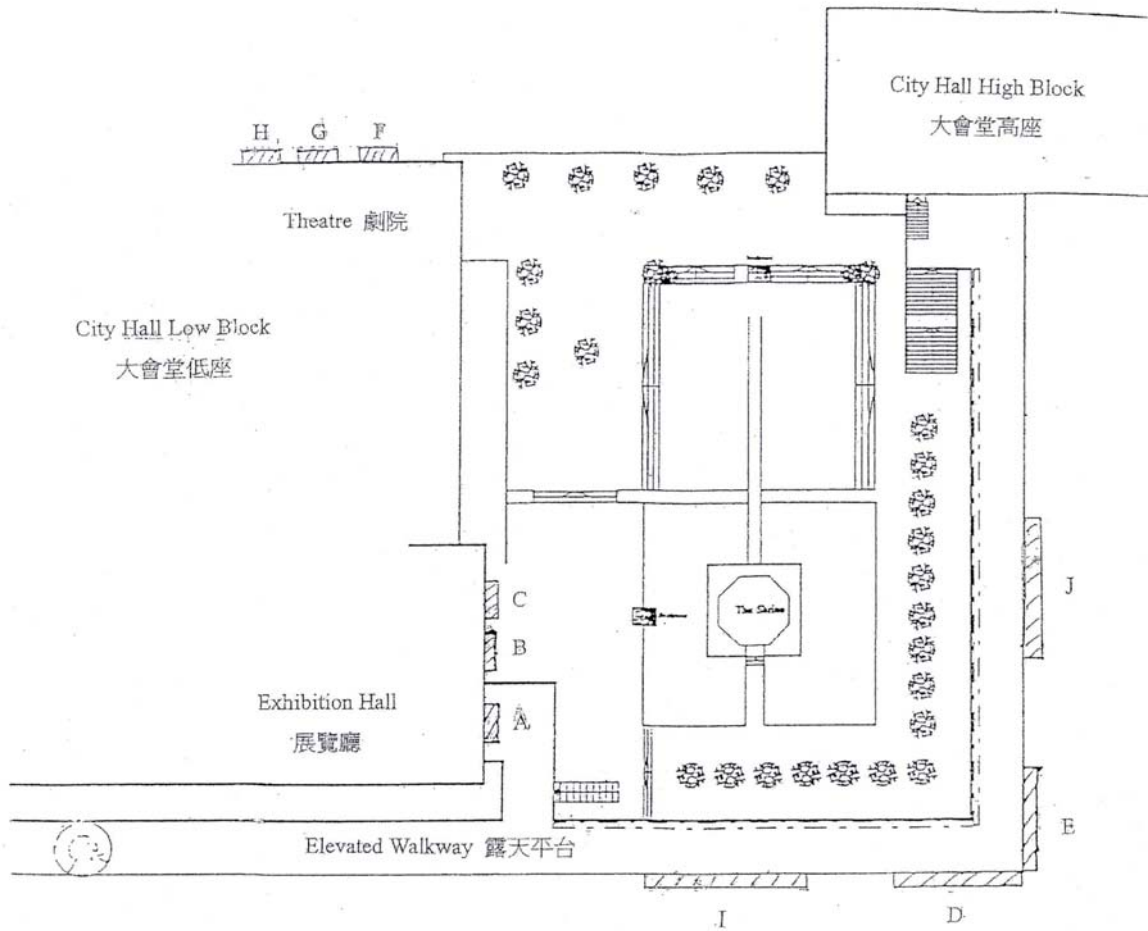 City Hall High Block
大會堂高座
H G F
Theatre 劇院
City Hall Low Block
大會堂低座
C
The Shrine
J
B
Exhibition Hall
展覽廳
A
Elevated Walkway 露天平台
E
I
D